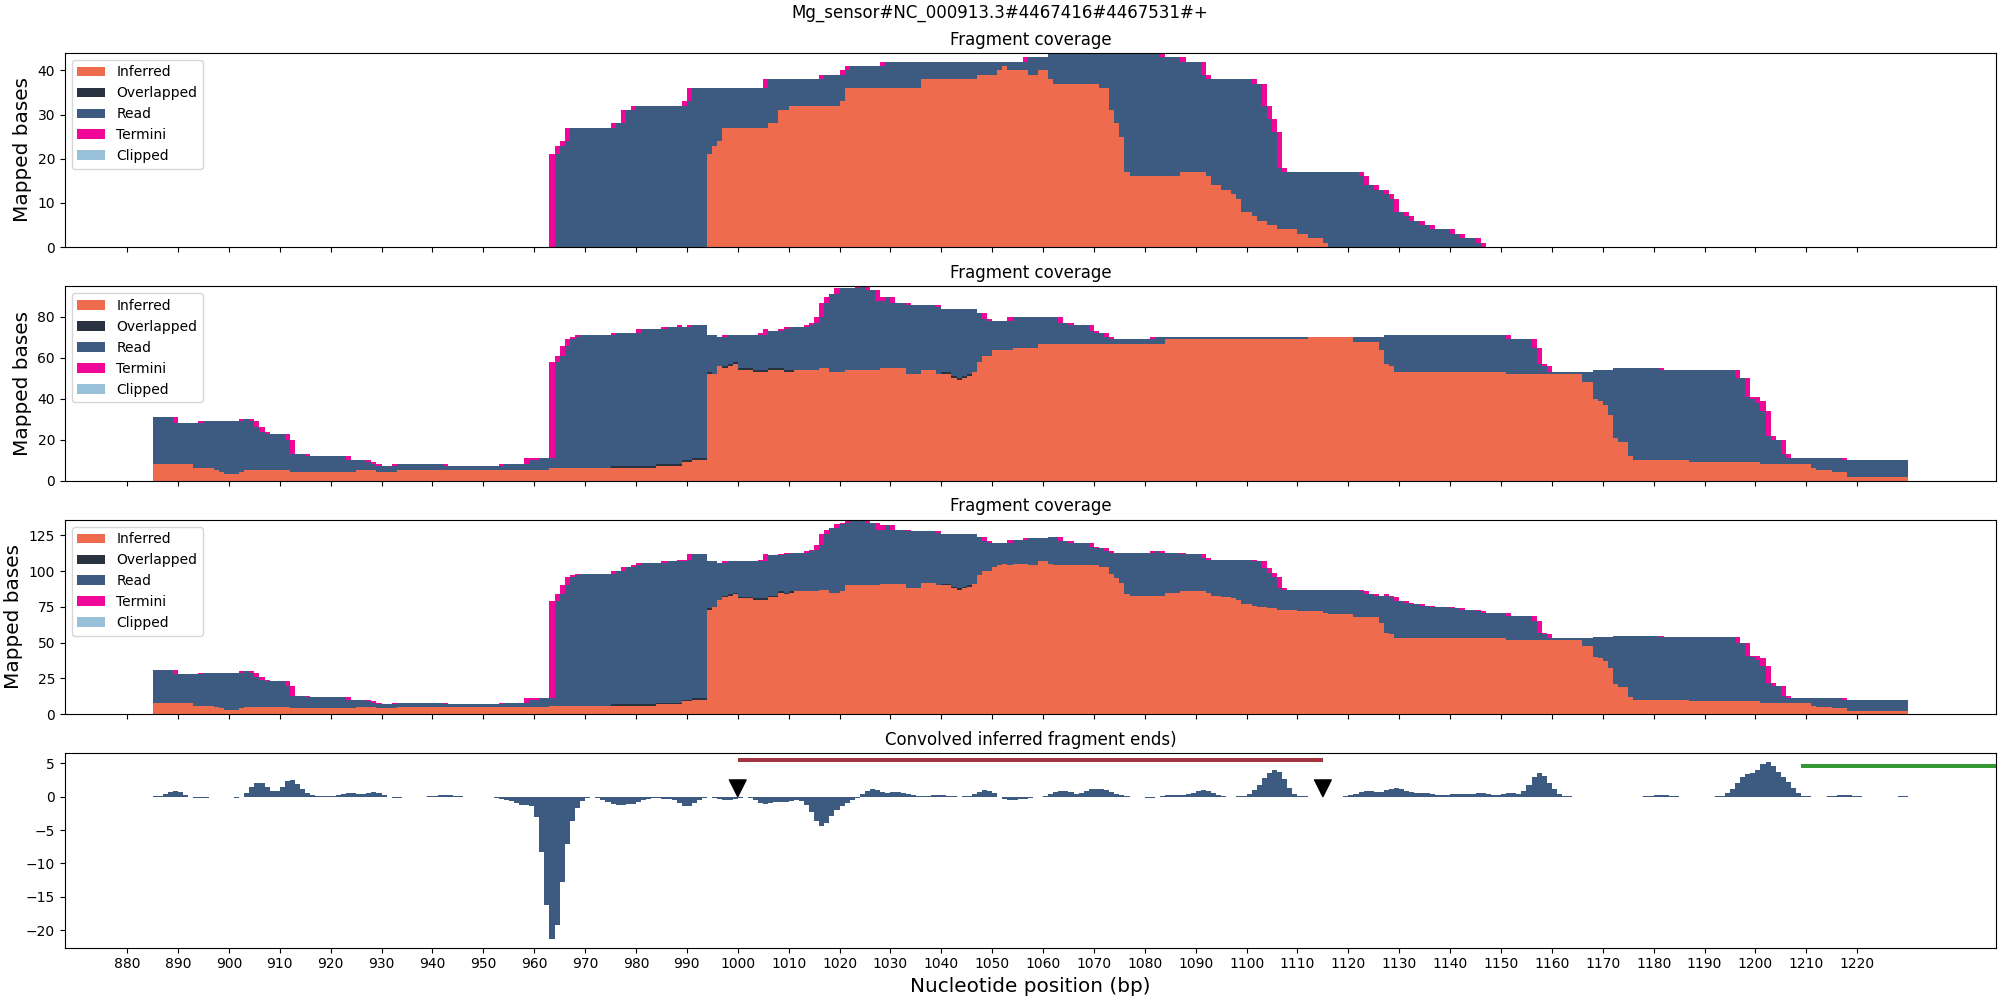 Mg_sensor#NC_000913.3#4467416#4467531#+
Fragment coverage
Mapped bases
40
30
20
10
0
Inferred
Overlapped
Read
Termini
Clipped
Fragment coverage
Mapped bases
80
60
40
20
0
Inferred
Overlapped
Read
Termini
Clipped
Fragment coverage
Mapped bases
125
100
75
50
25
0
Inferred
Overlapped
Read
Termini
Clipped
Convolved inferred fragment ends)
5
0
−5
−10
−15
−20
880 890 900 910 920 930 940 950 960 970 980 990 1000 1010 1020 1030 1040 1050 1060 1070 1080 1090 1100 1110 1120 1130 1140 1150 1160 1170 1180 1190 1200 1210 1220
Nucleotide position (bp)